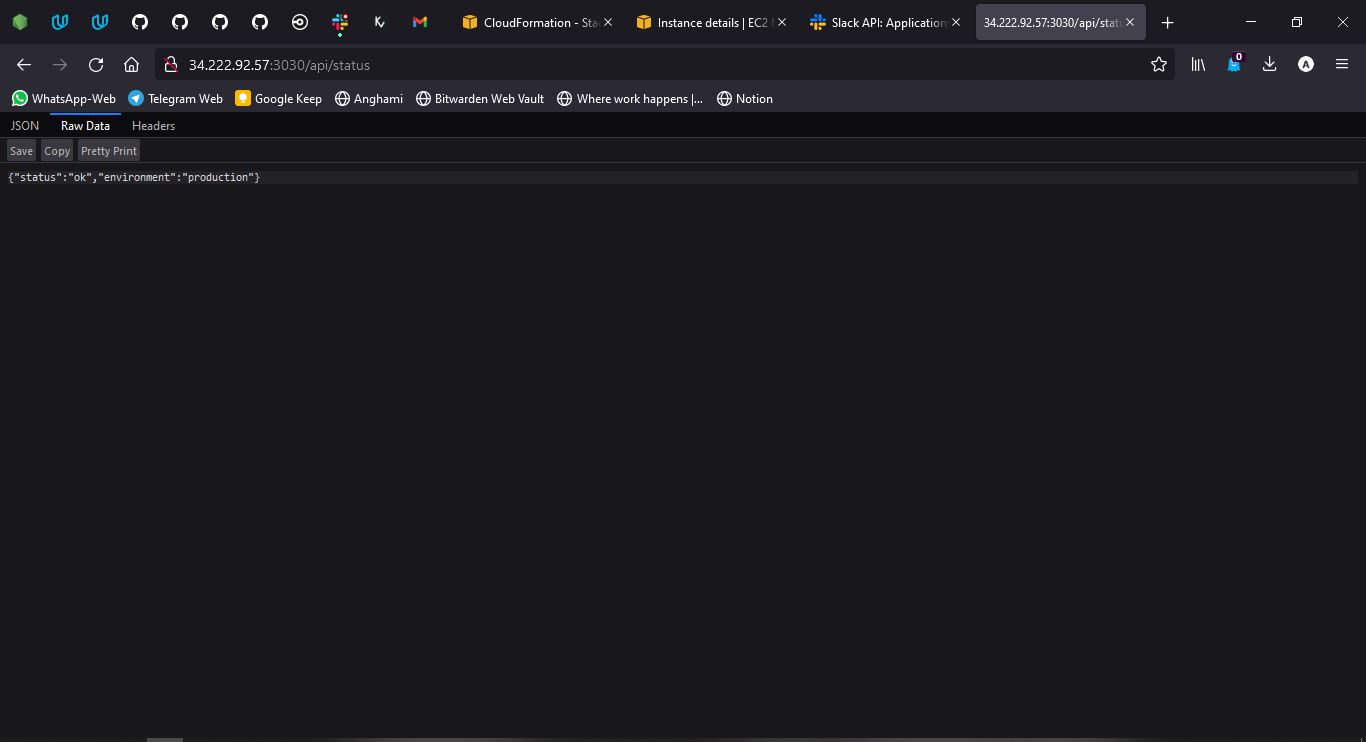 CloudFormation - Sta
Instance details | EC2
Slack API: Application
34.222.92.57:3030/api/stat
34.222.92.57:3030/api/status
0
A
WhatsApp-Web
Telegram Web
Google Keep
Anghami
Bitwarden Web Vault
Where work happens |...
Notion
JSON
Raw Data
Headers
Save
Copy
Pretty Print
{"status":"ok","environment":"production"}